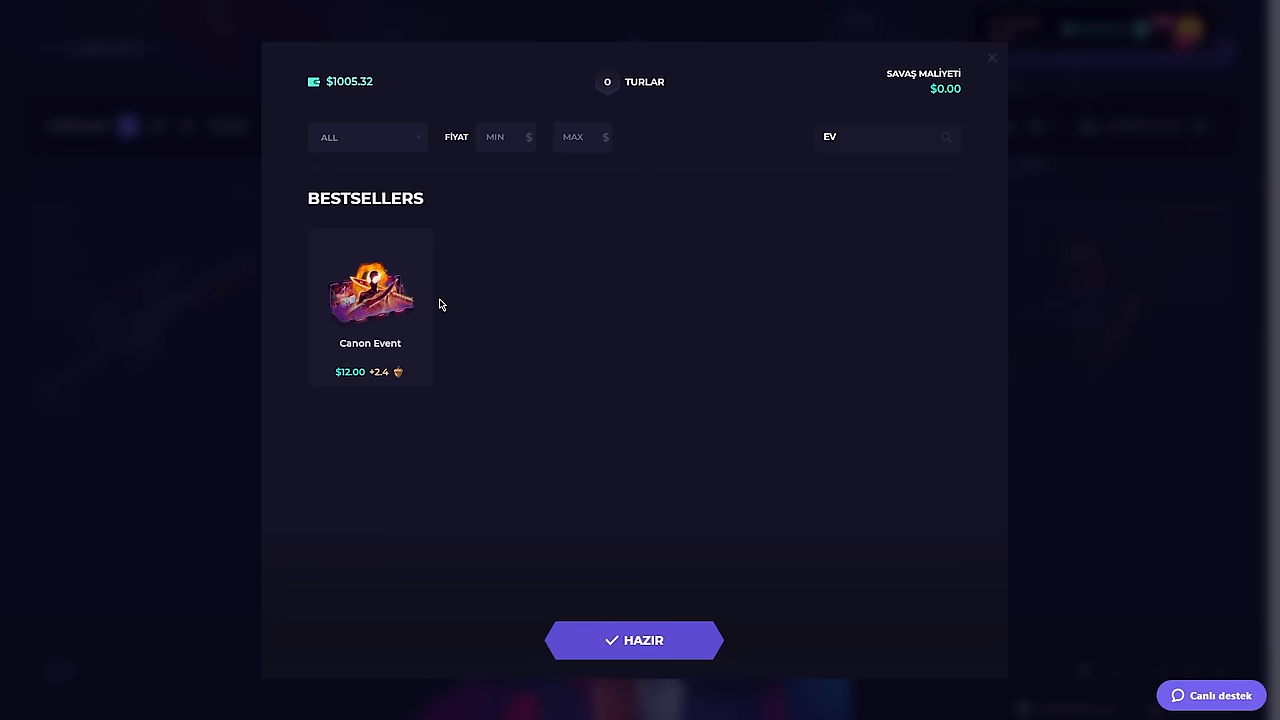 $1005.32
0 TURLAR
SAVAŞ MALİYETİ
$0.00
ALL
FİYAT
MIN $
MAX $
EV
BESTSELLERS
Canon Event
$12.00 +2.4
HAZIR
Canlı destek